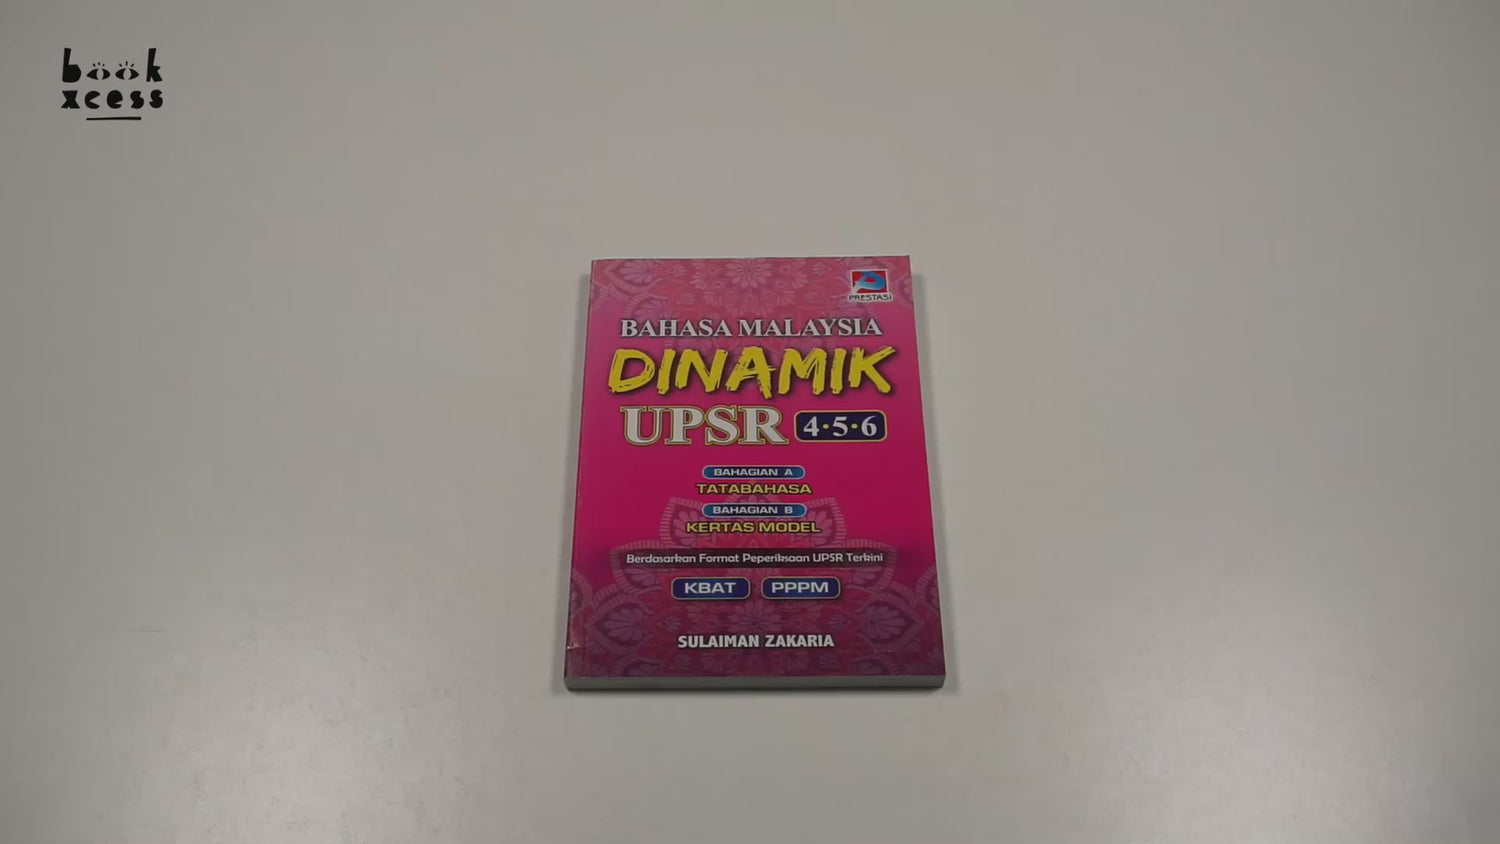 book
xcess
PRESTASI
BAHASA MALAYSIA
DINAMIK
UPSR 4•5•6
BAHAGIAN A
TATABAHASA
BAHAGIAN B
KERTAS MODEL
Berdasarkan Format Peperiksaan UPSR Terkini
KBAT PPPM
SULAIMAN ZAKARIA